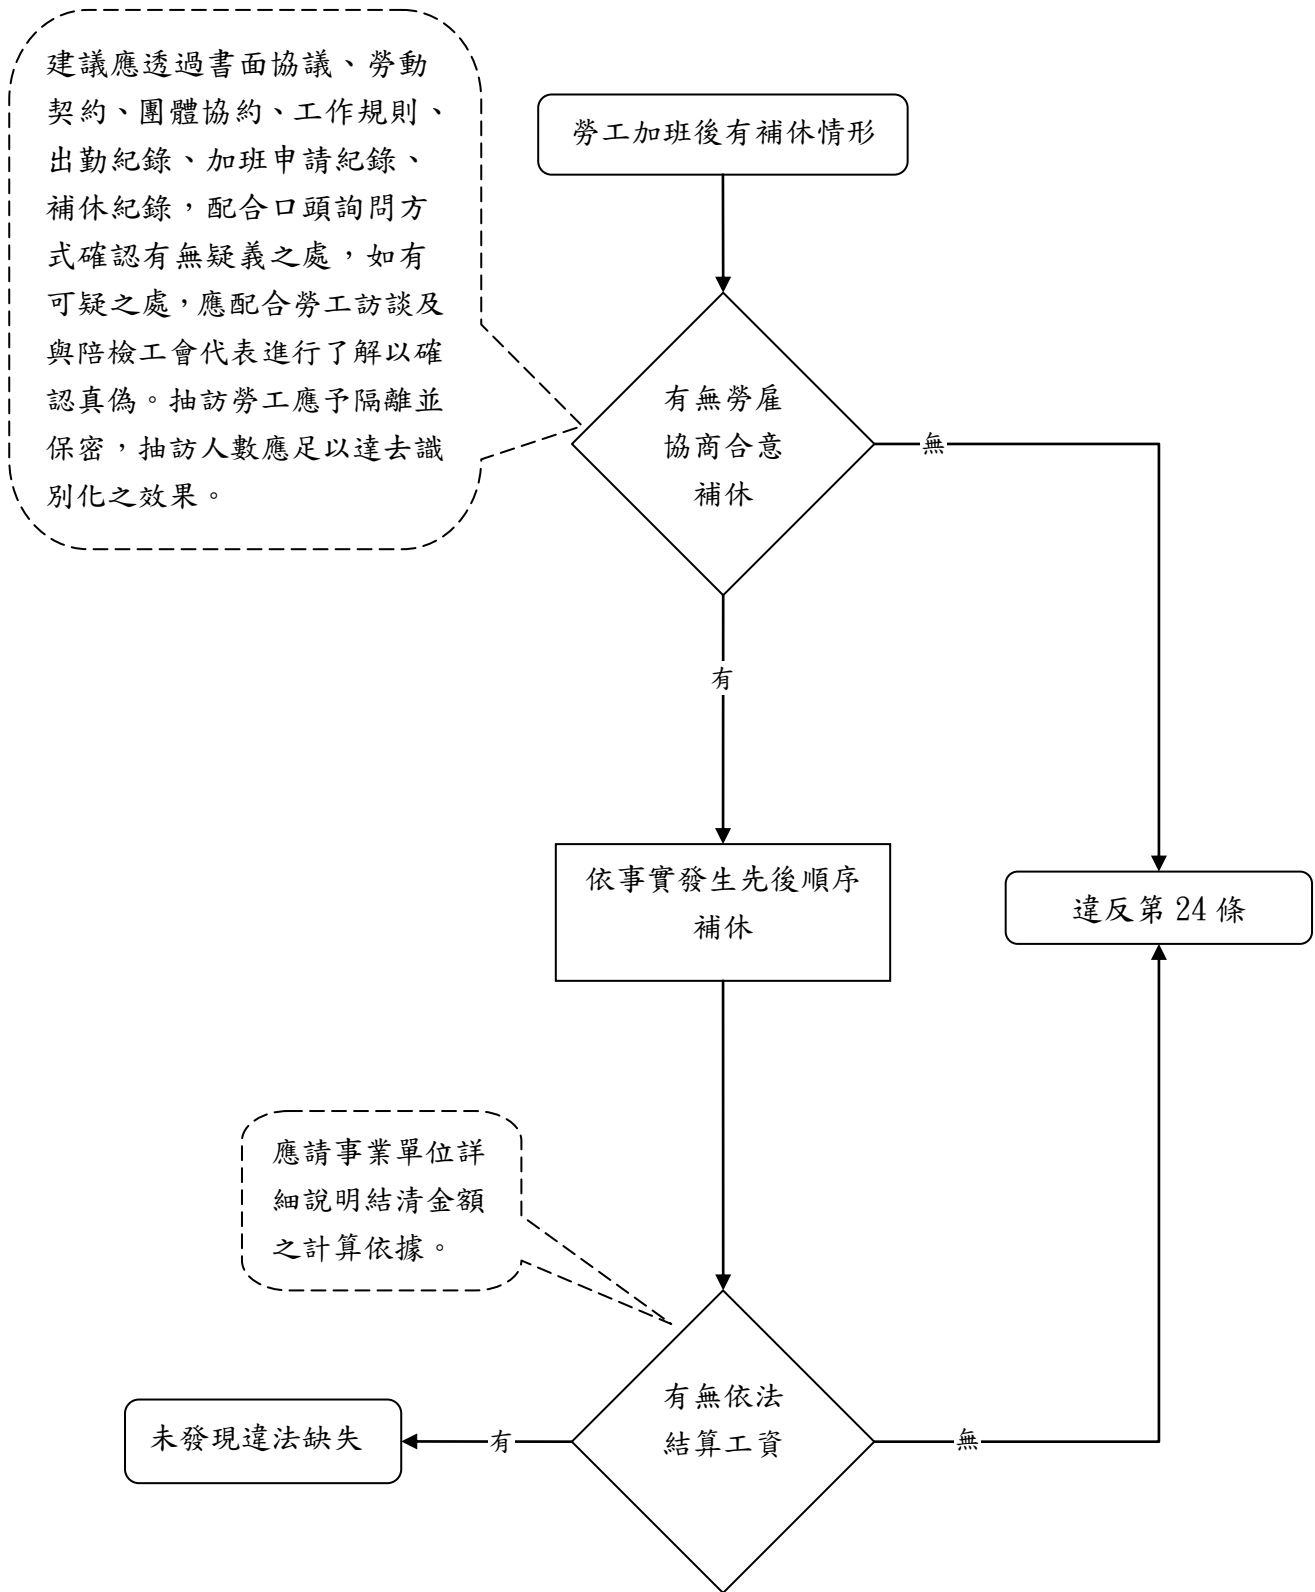 建議應透過書面協議、勞動
契約、團體協約、工作規則、
出勤紀錄、加班申請紀錄、
補休紀錄，配合口頭詢問方
式確認有無疑義之處，如有
可疑之處，應配合勞工訪談及
與陪檢工會代表進行了解以確
認真偽。抽訪勞工應予隔離並
保密，抽訪人數應足以達去識
別化之效果。
勞工加班後有補休情形
有無勞雇
協商合意
補休
無
有
依事實發生先後順序
補休
違反第 24 條
應請事業單位詳
細說明結清金額
之計算依據。
有無依法
結算工資
有
無
未發現違法缺失